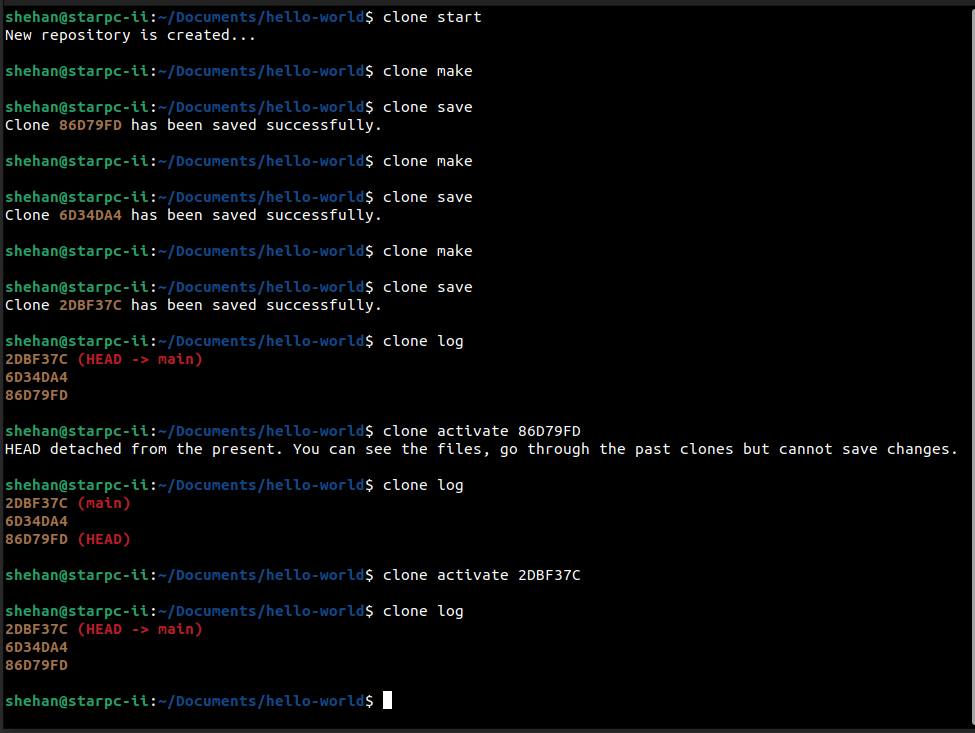 shehan@starpc-ii:~/Documents/hello-world$ clone start
New repository is created...
shehan@starpc-ii:~/Documents/hello-world$ clone make
shehan@starpc-ii:~/Documents/hello-world$ clone save
Clone 86D79FD has been saved successfully.
shehan@starpc-ii:~/Documents/hello-world$ clone make
shehan@starpc-ii:~/Documents/hello-world$ clone save
Clone 6D34DA4 has been saved successfully.
shehan@starpc-ii:~/Documents/hello-world$ clone make
shehan@starpc-ii:~/Documents/hello-world$ clone save
Clone 2DBF37C has been saved successfully.
shehan@starpc-ii:~/Documents/hello-world$ clone log
2DBF37C (HEAD -> main)
6D34DA4
86D79FD
shehan@starpc-ii:~/Documents/hello-world$ clone activate 86D79FD
HEAD detached from the present. You can see the files, go through the past clones but cannot save changes.
shehan@starpc-ii:~/Documents/hello-world$ clone log
2DBF37C (main)
6D34DA4
86D79FD (HEAD)
shehan@starpc-ii:~/Documents/hello-world$ clone activate 2DBF37C
shehan@starpc-ii:~/Documents/hello-world$ clone log
2DBF37C (HEAD -> main)
6D34DA4
86D79FD
shehan@starpc-ii:~/Documents/hello-world$